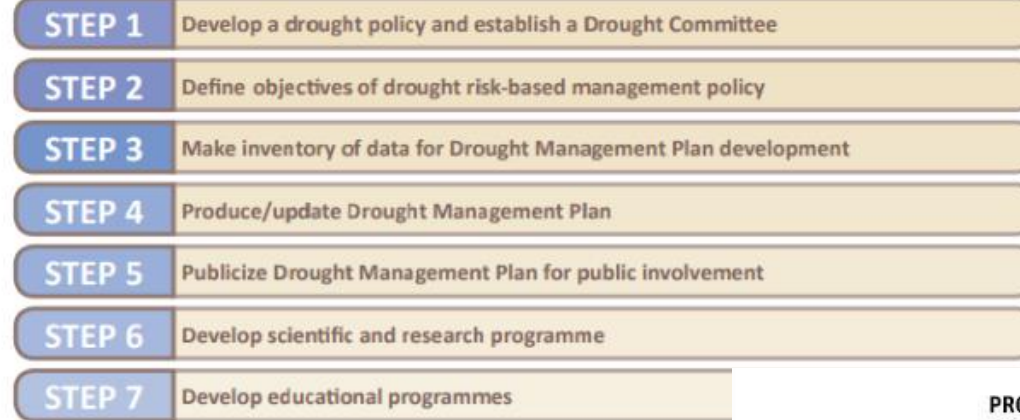 STEP 1 Develop a drought policy and establish a Drought Committee
STEP 2 Define objectives of drought risk-based management policy
STEP 3 Make inventory of data for Drought Management Plan development
STEP 4 Produce/update Drought Management Plan
STEP 5 Publicize Drought Management Plan for public involvement
STEP 6 Develop scientific and research programme
STEP 7 Develop educational programmes